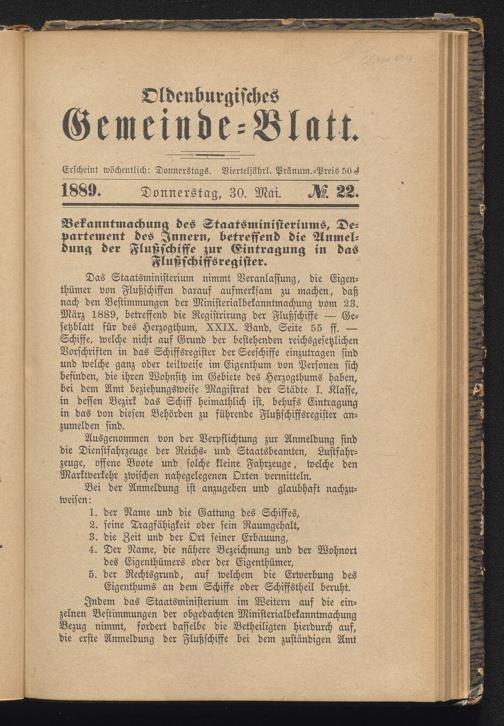 Oldenburgisches
Gemeinde=Blatt.
Erscheint wöchentlich: Donnerstags. Vierteljährl. Pränum.=Preis 50 ₰
1889. Donnerstag, 30. Mai. № 22.
Bekanntmachung des Staatsministeriums, De-
partement des Innern, betreffend die Anmel-
dung der Flußschiffe zur Eintragung in das
Flußschiffsregister.
Das Staatsministerium nimmt Veranlassung, die Eigen-
thümer von Flußschiffen darauf aufmerksam zu machen, daß
nach den Bestimmungen der Ministerialbekanntmachung vom 23.
März 1889, betreffend die Registrirung der Flußschiffe — Ge-
setzblatt für das Herzogthum, XXIX. Band, Seite 55 ff. —
Schiffe, welche nicht auf Grund der bestehenden reichsgesetzlichen
Vorschriften in das Schiffsregister der Seeschiffe einzutragen sind
und welche ganz oder teilweise im Eigenthum von Personen sich
befinden, die ihren Wohnsitz im Gebiete des Herzogthums haben,
bei dem Amt beziehungsweise Magistrat der Städte I. Klasse,
in dessen Bezirk das Schiff heimathlich ist, behufs Eintragung
in das von diesen Behörden zu führende Flußschiffsregister an-
zumelden sind.
Ausgenommen von der Verpflichtung zur Anmeldung sind
die Dienstfahrzeuge der Reichs- und Staatsbeamten, Lustfahr-
zeuge, offene Boote und solche kleine Fahrzeuge, welche den
Marktverkehr zwischen nahegelegenen Orten vermitteln.
Bei der Anmeldung ist anzugeben und glaubhaft nachzu-
weisen:
1. der Name und die Gattung des Schiffes,
2. seine Tragfähigkeit oder sein Raumgehalt,
3. die Zeit und der Ort seiner Erbauung,
4. Der Name, die nähere Bezeichnung und der Wohnort
des Eigenthümers oder der Eigenthümer,
5. der Rechtsgrund, auf welchem die Erwerbung des
Eigenthums an dem Schiffe oder Schiffstheil beruht.
Indem das Staatsministerium im Weitern auf die ein-
zelnen Bestimmungen der obgedachten Ministerialbekanntmachung
Bezug nimmt, fordert dasselbe die Betheiligten hierdurch auf,
die erste Anmeldung der Flußschiffe bei dem zuständigen Amt